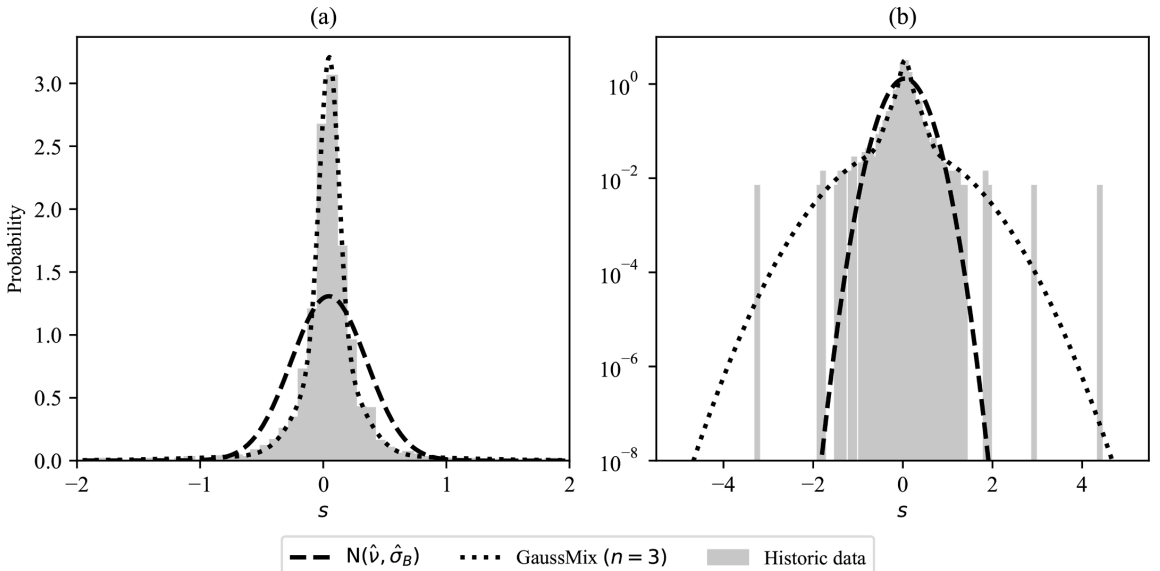 (a)
(b)
Probability
3.0
2.5
2.0
1.5
1.0
0.5
0.0
−2
−1
0
1
2
s
10⁰
10⁻²
10⁻⁴
10⁻⁶
10⁻⁸
−4
−2
0
2
4
s
N(ν̂, σ̂_B)
GaussMix (n = 3)
Historic data